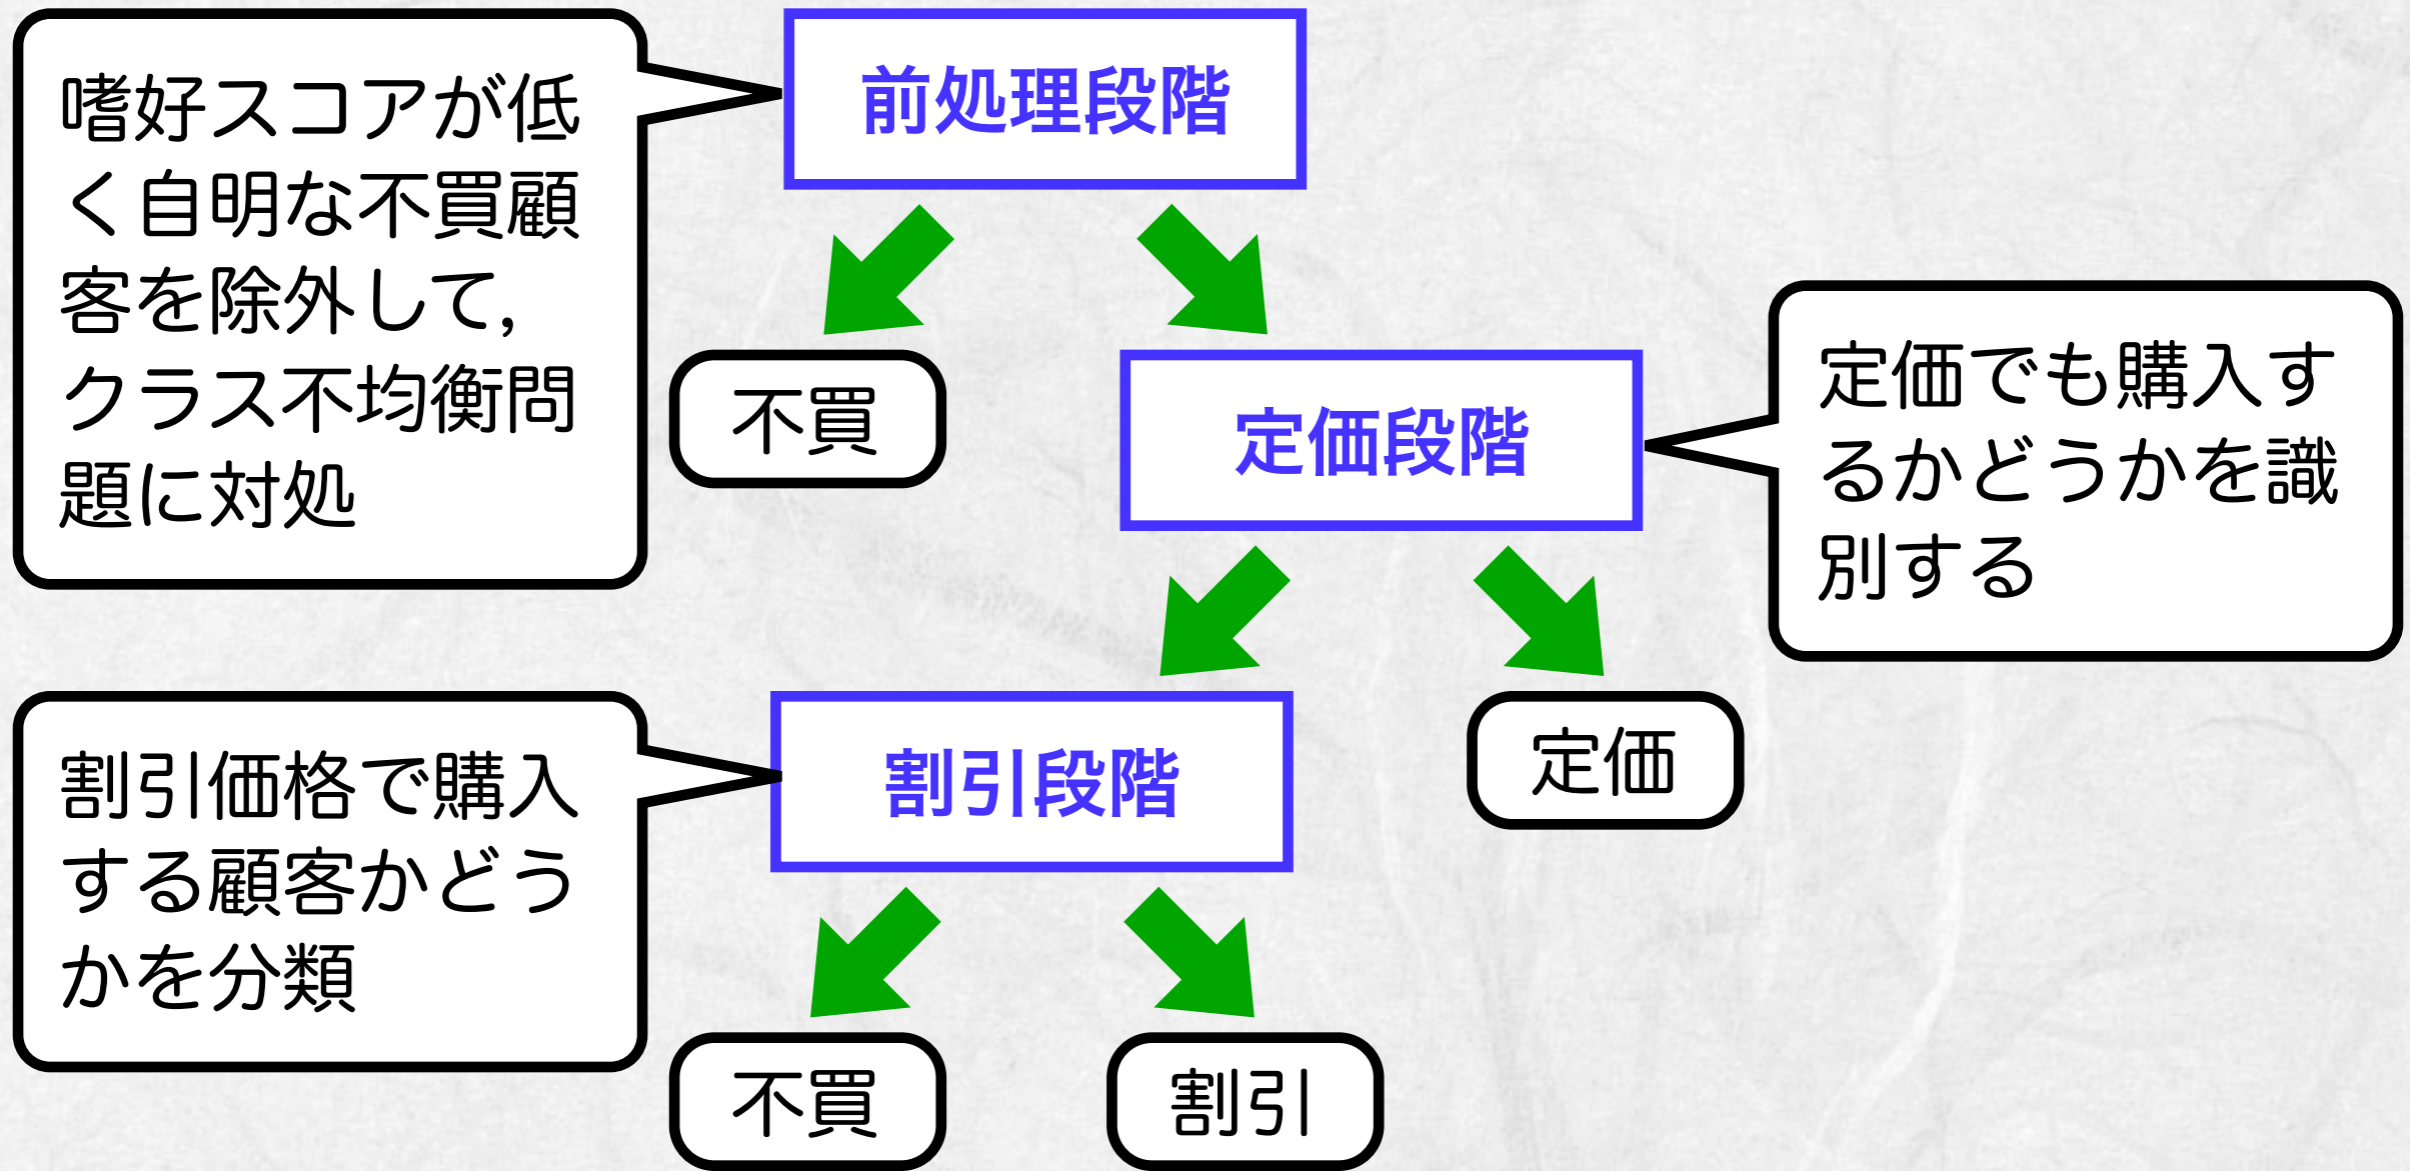 前処理段階
嗜好スコアが低
く自明な不買顧
客を除外して,
クラス不均衡問
題に対処
不買
定価段階
定価でも購入す
るかどうかを識
別する
割引段階
定価
割引価格で購入
する顧客かどう
かを分類
不買
割引